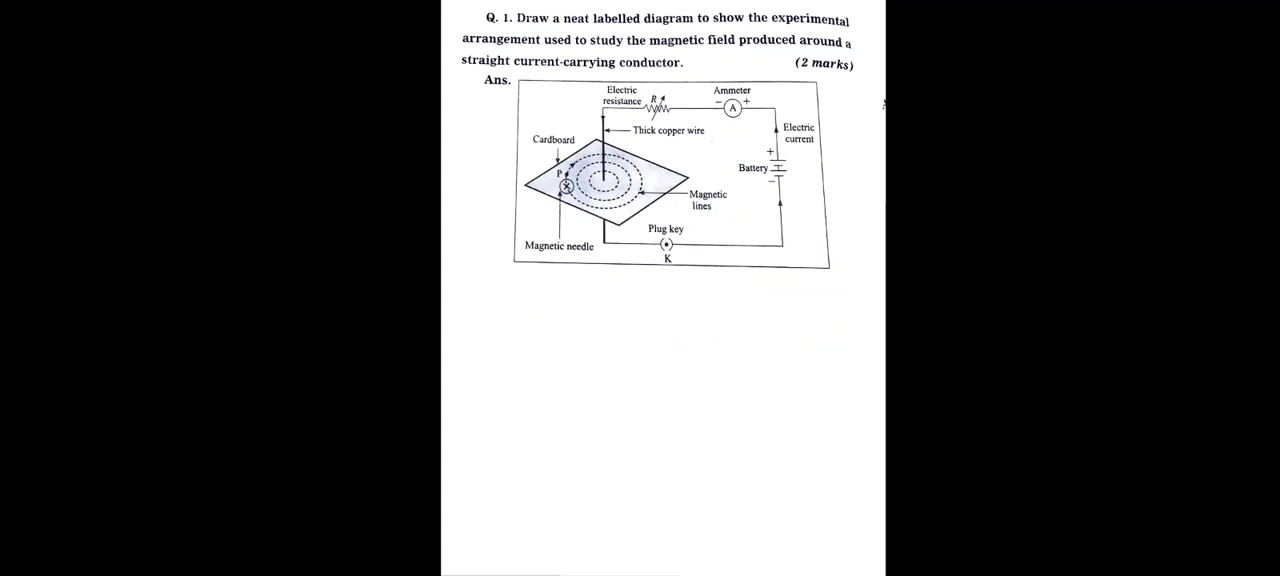 Q. 1. Draw a neat labelled diagram to show the experimental
arrangement used to study the magnetic field produced around a
straight current-carrying conductor. (2 marks)
Ans.
Electric
resistance
R
Ammeter
− +
A
Thick copper wire
Electric
current
Cardboard
+
Battery
−
P
Magnetic
lines
Plug key
Magnetic needle
K